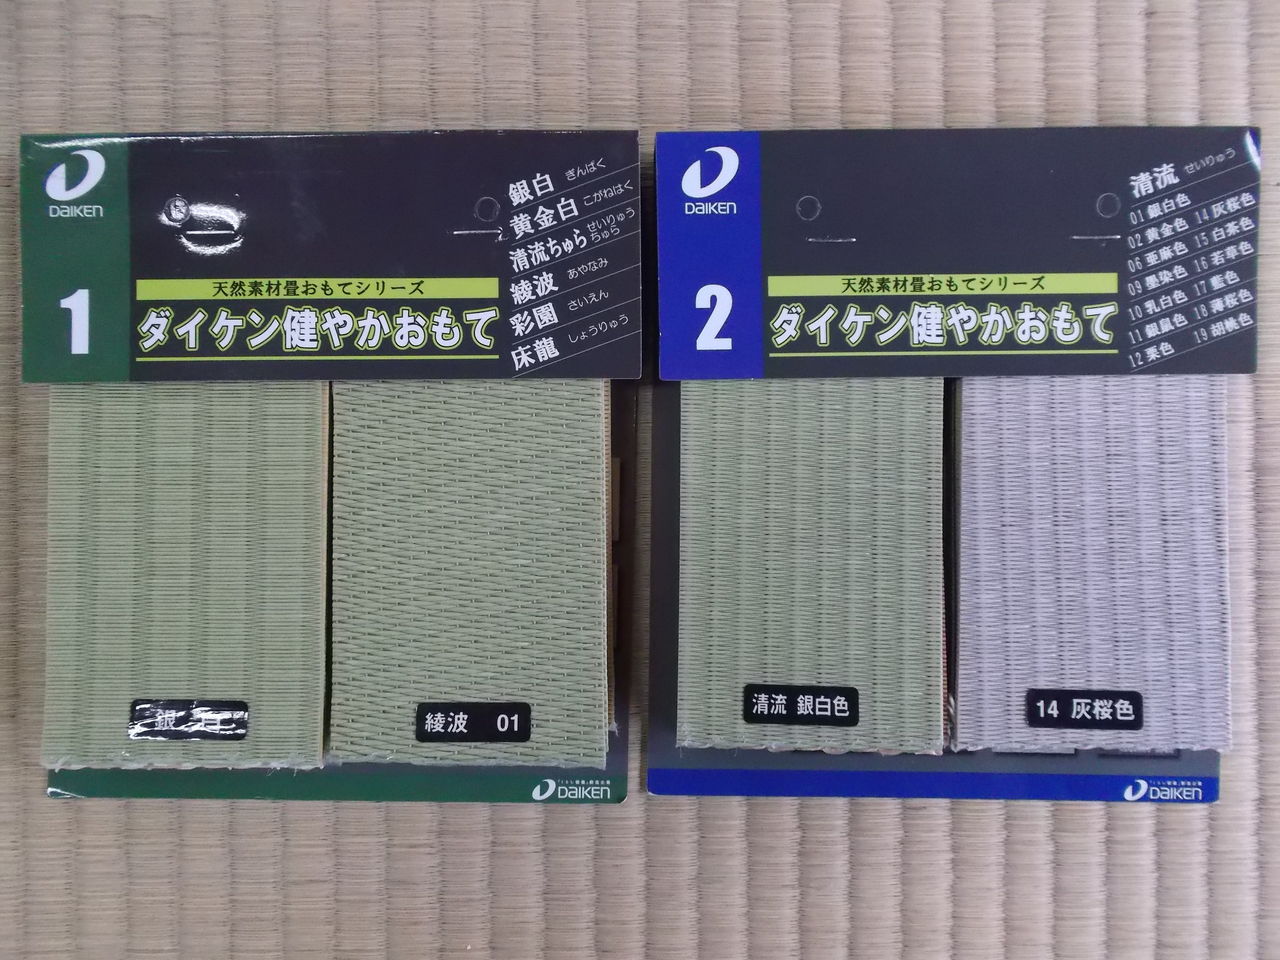 DAIKEN
1
天然素材畳おもてシリーズ
ダイケン健やかおもて
銀白 ぎんぱく
黄金白 こがねはく
清流ちゅら せいりゅうちゅら
綾波 あやなみ
彩園 さいえん
床龍 しょうりゅう
銀白
綾波 01
DAIKEN
DAIKEN
2
天然素材畳おもてシリーズ
ダイケン健やかおもて
清流 せいりゅう
01 銀白色
02 黄金色 14 灰桜色
06 亜麻色 15 白茶色
09 墨染色 16 若草色
10 乳白色 17 藍色
11 銀鼠色 18 薄桜色
12 栗色 19 胡桃色
清流 銀白色
14 灰桜色
DAIKEN